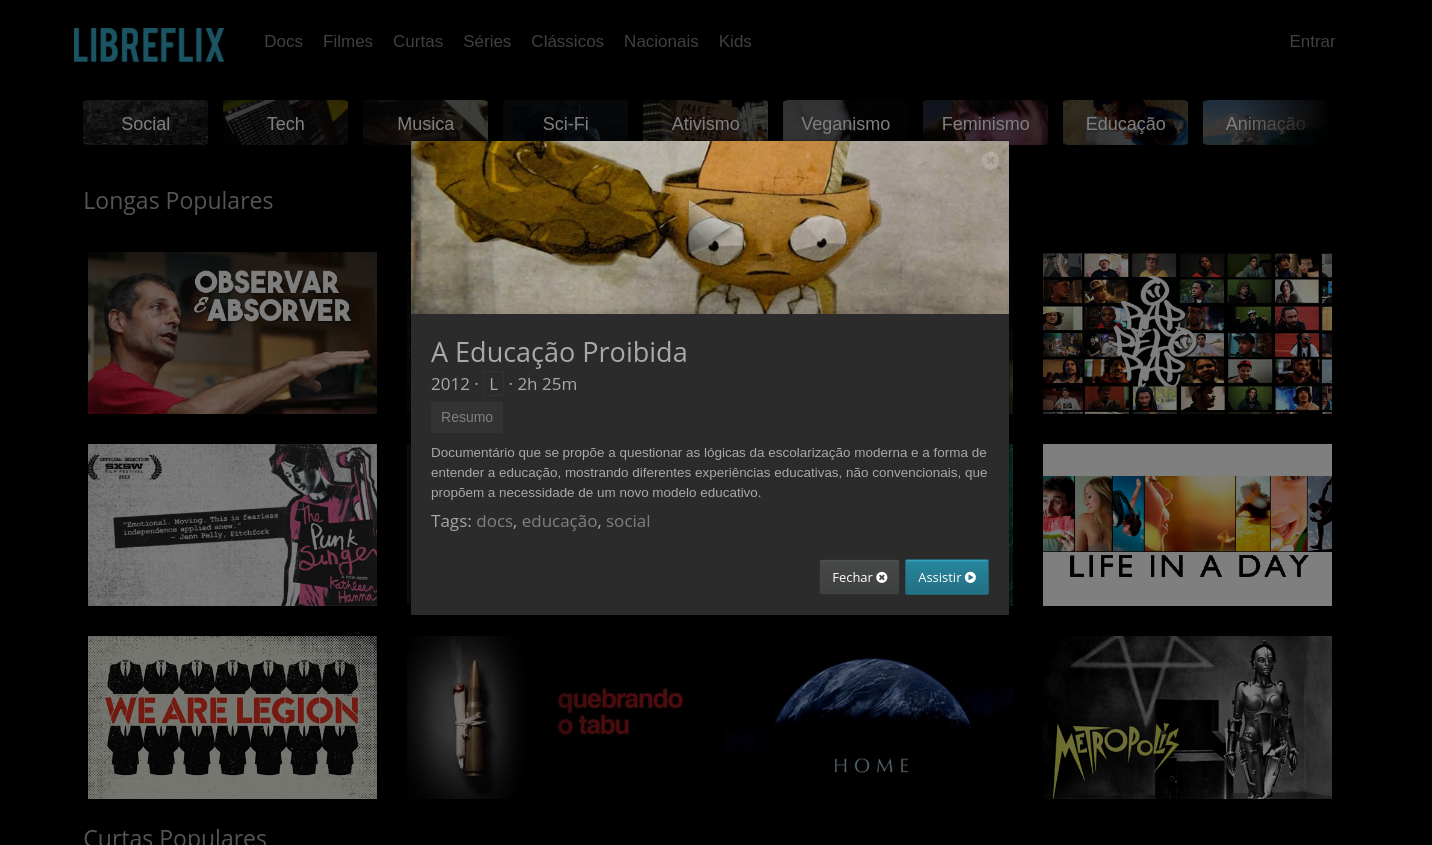 LIBREFLIX
Docs Filmes Curtas Séries Clássicos Nacionais Kids Entrar
Social Tech Musica Sci-Fi Ativismo Veganismo Feminismo Educação Animação
MAKE
Longas Populares
OBSERVAR
E ABSORVER
RAP
PELO
RAP
A Educação Proibida
2012 · L · 2h 25m
Resumo
Documentário que se propõe a questionar as lógicas da escolarização moderna e a forma de
entender a educação, mostrando diferentes experiências educativas, não convencionais, que
propõem a necessidade de um novo modelo educativo.
Tags: docs, educação, social
Fechar Assistir
OFFICIAL SELECTION
SXSW
FILM FESTIVAL
2013
"Emotional. Moving. This is fearless
independence applied anew."
- Jenn Pelly, Pitchfork
the
Punk
Singer
A FILM ABOUT
Kathleen
Hanna
LIFE IN A DAY
WE ARE LEGION
quebrando
o tabu
HOME
METROPOLIS
Curtas Populares